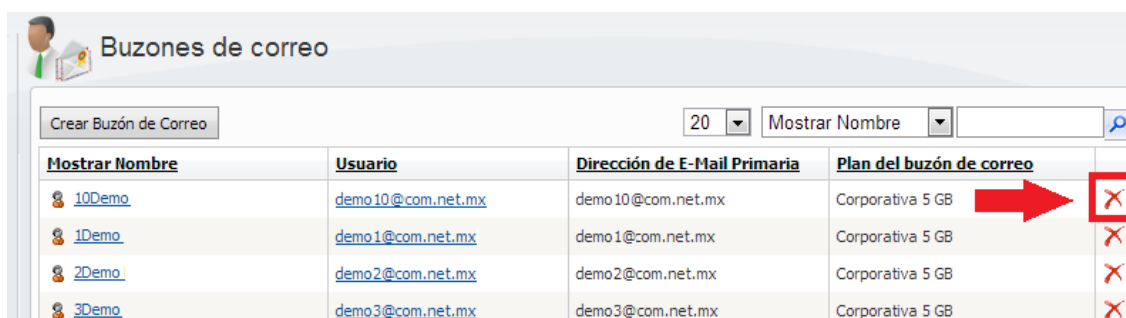 Buzones de correo
Crear Buzón de Correo 20 Mostrar Nombre
Mostrar Nombre Usuario Dirección de E-Mail Primaria Plan del buzón de correo
10Demo demo10@com.net.mx demo10@com.net.mx Corporativa 5 GB
1Demo demo1@com.net.mx demo1@com.net.mx Corporativa 5 GB
2Demo demo2@com.net.mx demo2@com.net.mx Corporativa 5 GB
3Demo demo3@com.net.mx demo3@com.net.mx Corporativa 5 GB